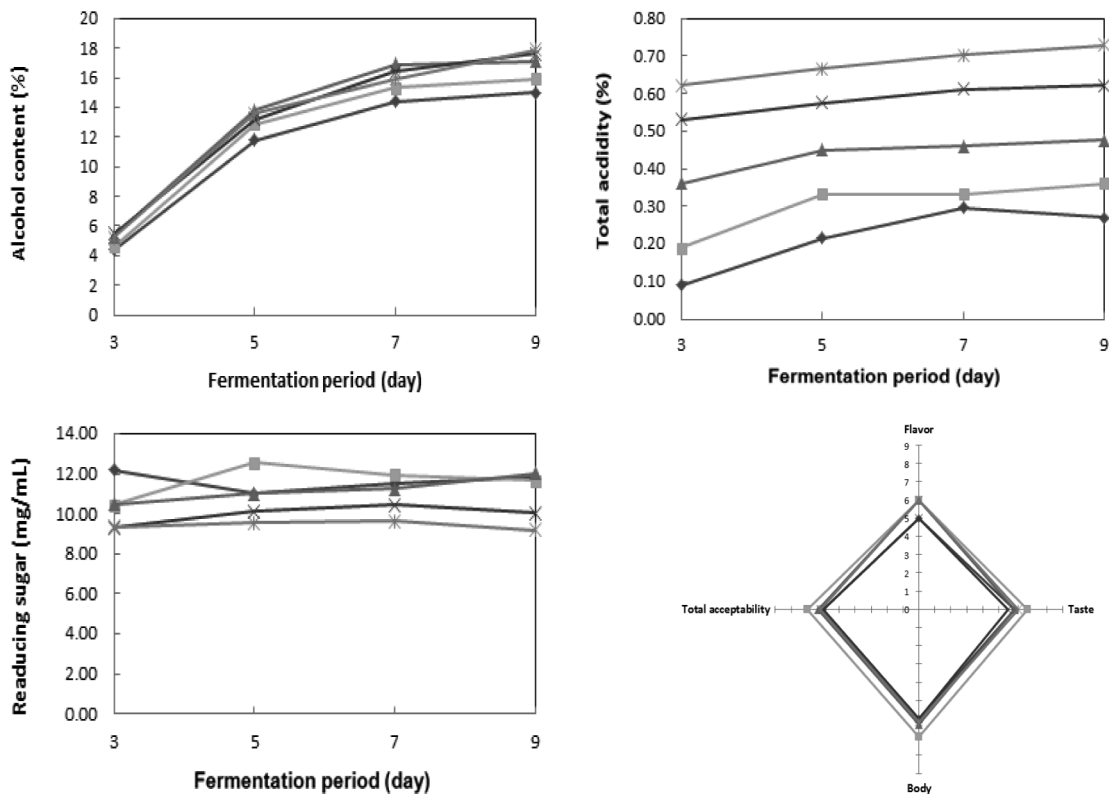 Alcohol content (%)
20
18
16
14
12
10
8
6
4
2
0
3 5 7 9
Fermentation period (day)
Total acdidity (%)
0.80
0.70
0.60
0.50
0.40
0.30
0.20
0.10
0.00
3 5 7 9
Fermentation period (day)
Readucing sugar (mg/mL)
14.00
12.00
10.00
8.00
6.00
4.00
2.00
0.00
3 5 7 9
Fermentation period (day)
Flavor
9
8
7
6
5
4
3
2
1
0
Total acceptability
Taste
Body